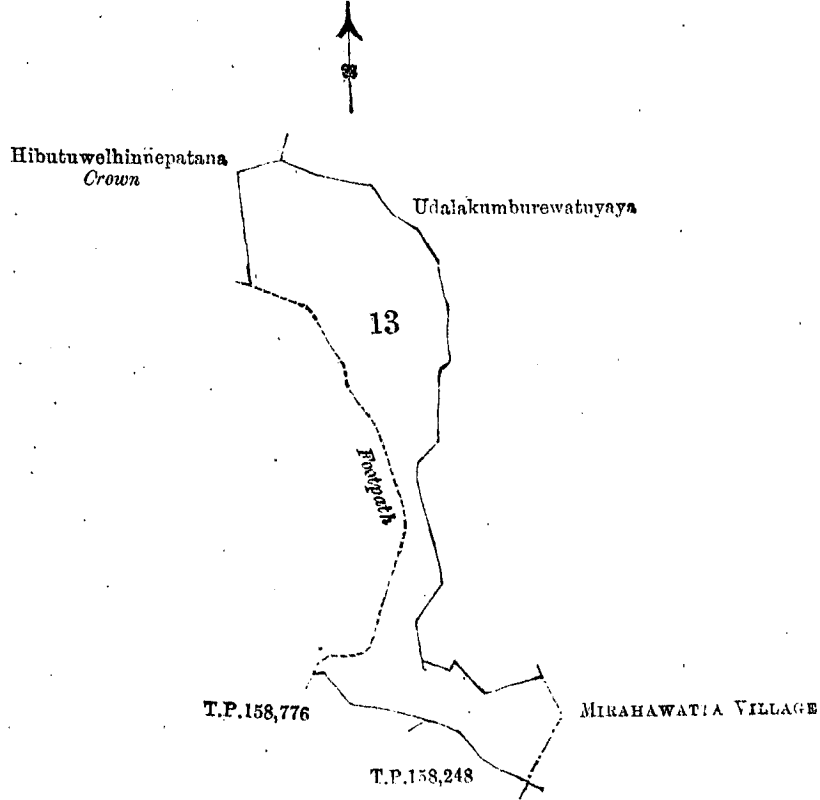 Hibutuwelhinnepatana
Crown
Udalakumburewatuyaya
13
Footpath
T.P.158,776
MIRAHAWATTA VILLAGE
T.P.158,248